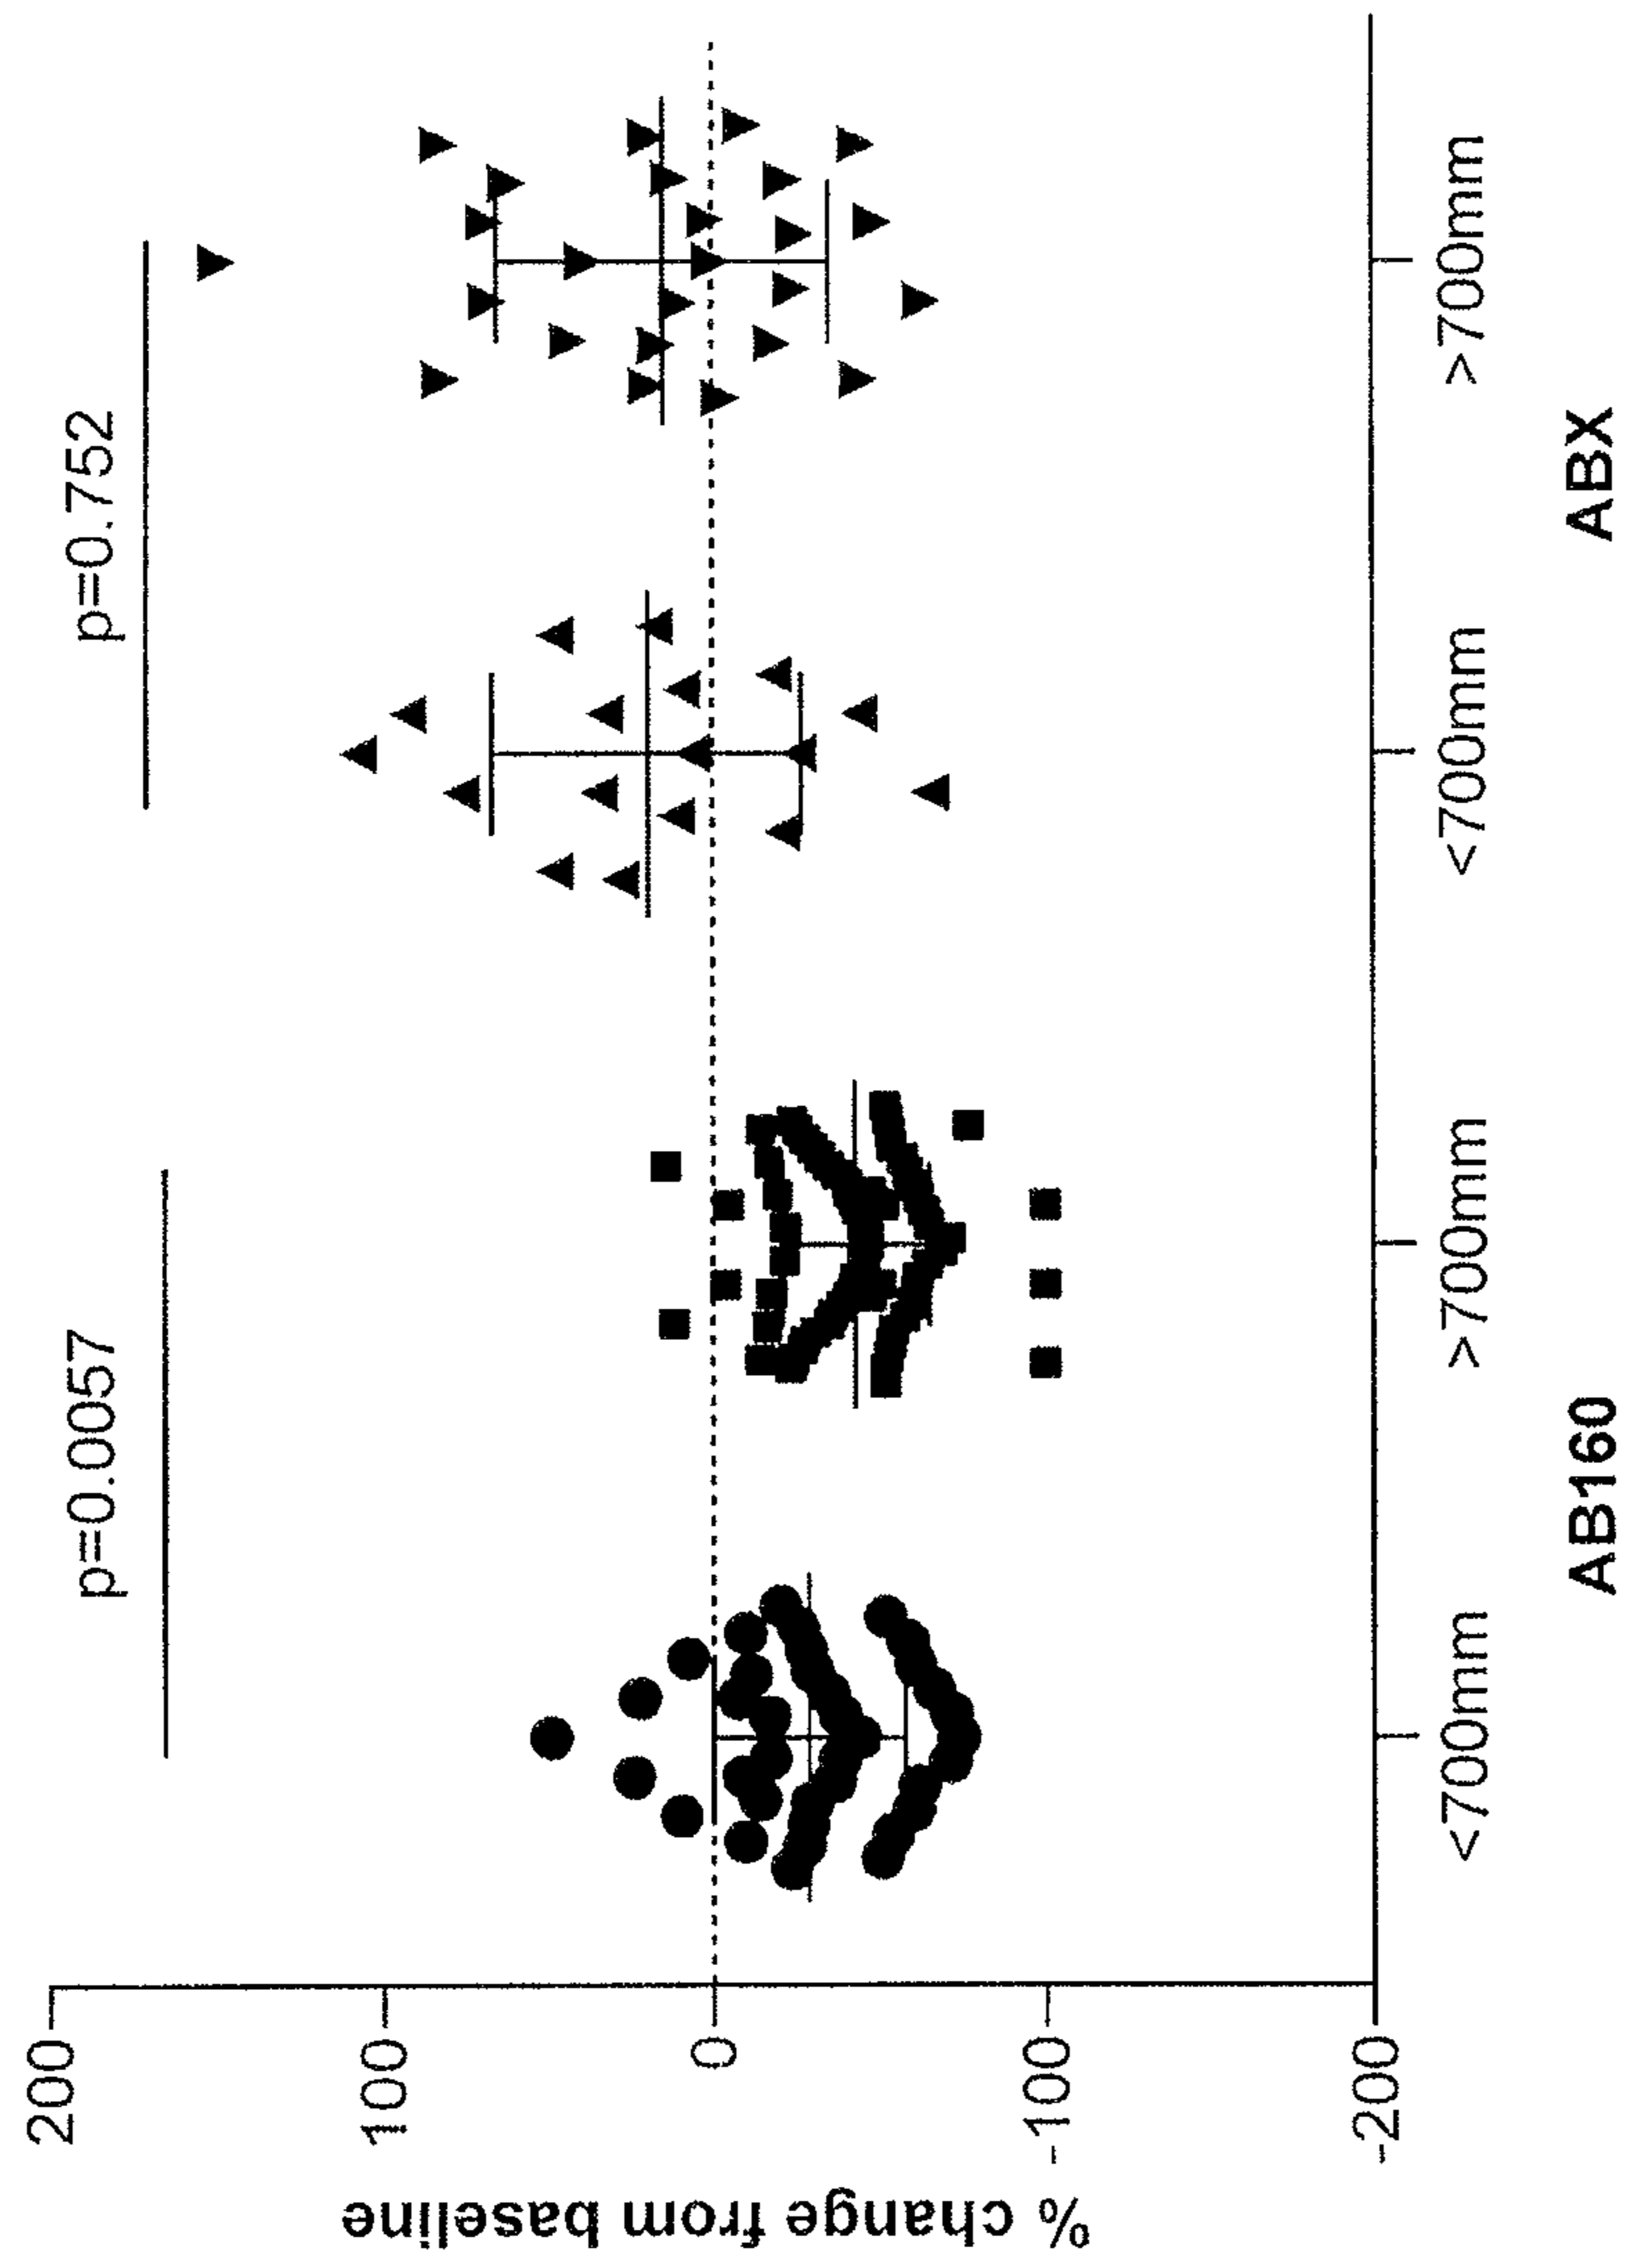 % change from baseline
200
100
0
-100
-200
p=0.0057
p=0.752
<700mm
>700mm
<700mm
>700mm
AB160
ABX